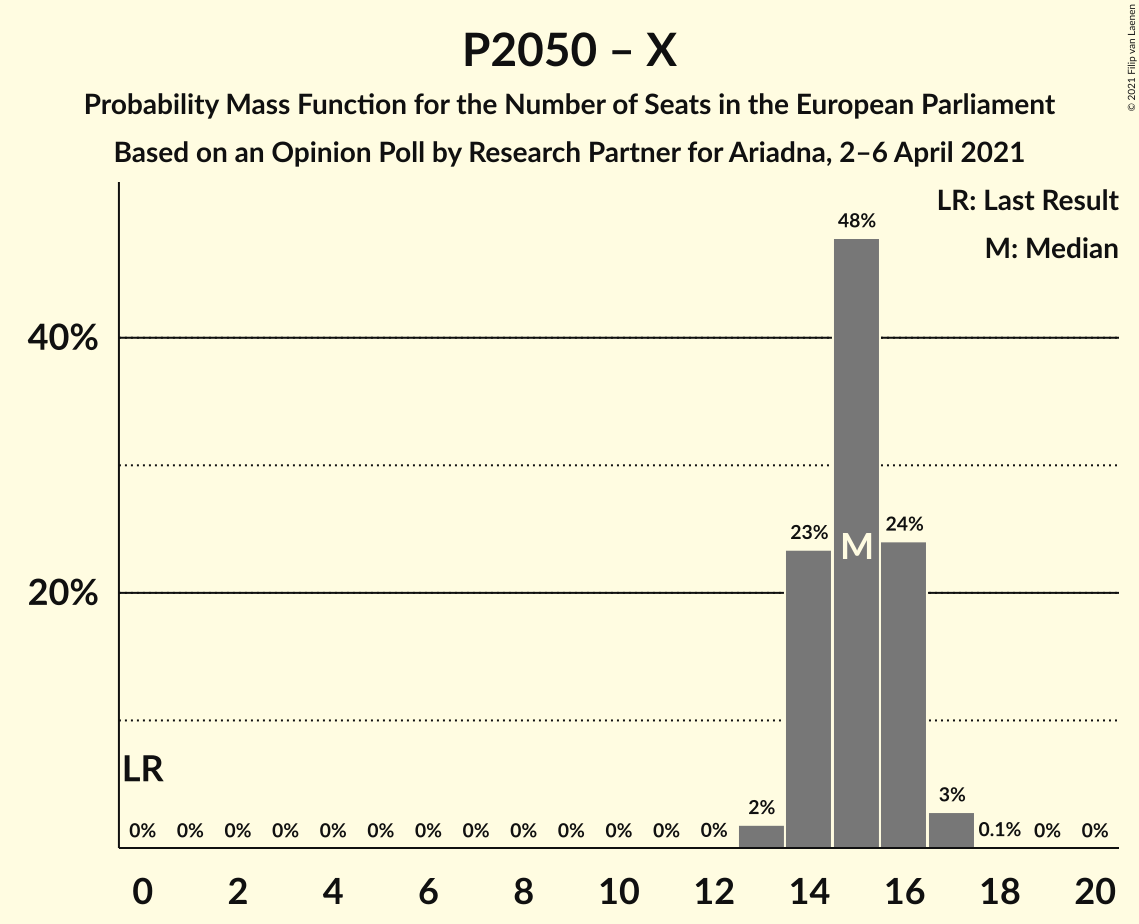 P2050 – X
Probability Mass Function for the Number of Seats in the European Parliament
Based on an Opinion Poll by Research Partner for Ariadna, 2–6 April 2021
© 2021 Filip van Laenen
LR: Last Result
M: Median
48%
40%
24%
23%
M
20%
LR
3%
2%
0% 0% 0% 0% 0% 0% 0% 0% 0% 0% 0% 0% 0% 0.1% 0% 0%
0 2 4 6 8 10 12 14 16 18 20